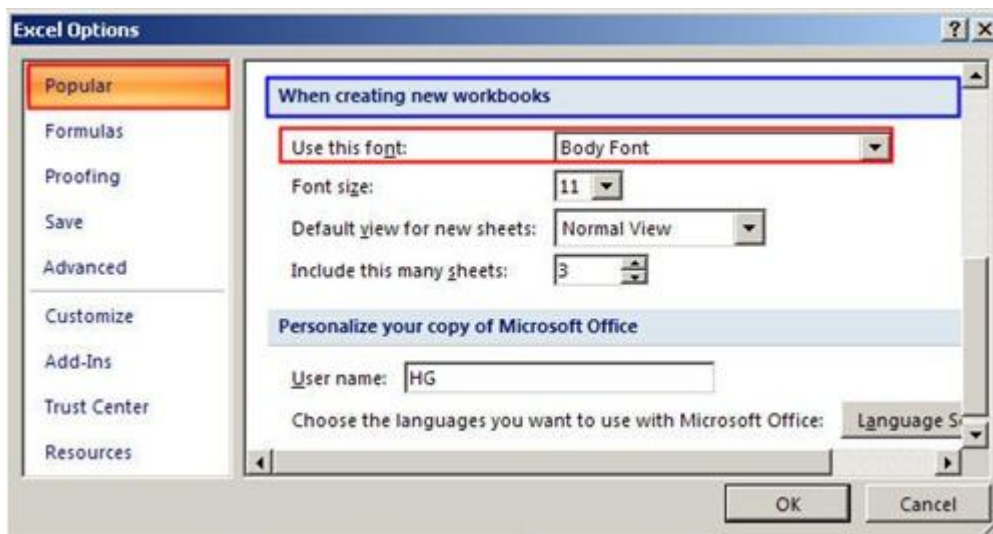 Excel Options
Popular
Formulas
Proofing
Save
Advanced
Customize
Add-Ins
Trust Center
Resources
When creating new workbooks
Use this font: Body Font
Font size: 11
Default view for new sheets: Normal View
Include this many sheets: 3
Personalize your copy of Microsoft Office
User name: HG
Choose the languages you want to use with Microsoft Office: Language S
OK Cancel